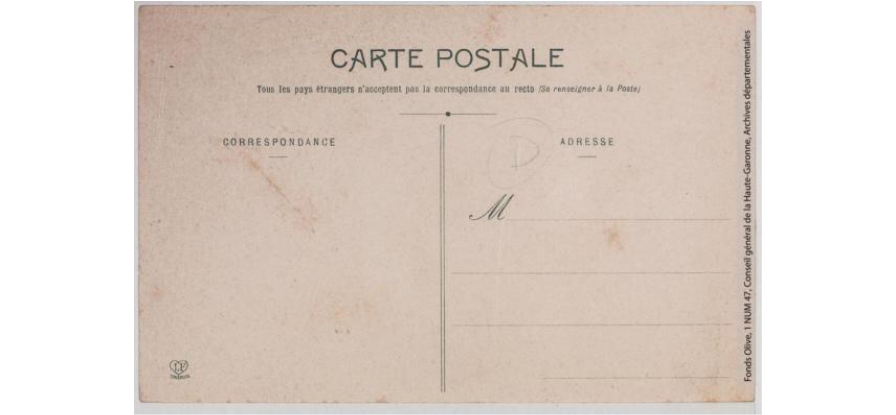 CARTE POSTALE
Tous les pays étrangers n'acceptent pas la correspondance au recto (Se renseigner à la Poste)
CORRESPONDANCE
ADRESSE
D
M
Fonds Olive, 1 NUM 47, Conseil général de la Haute-Garonne, Archives départementales